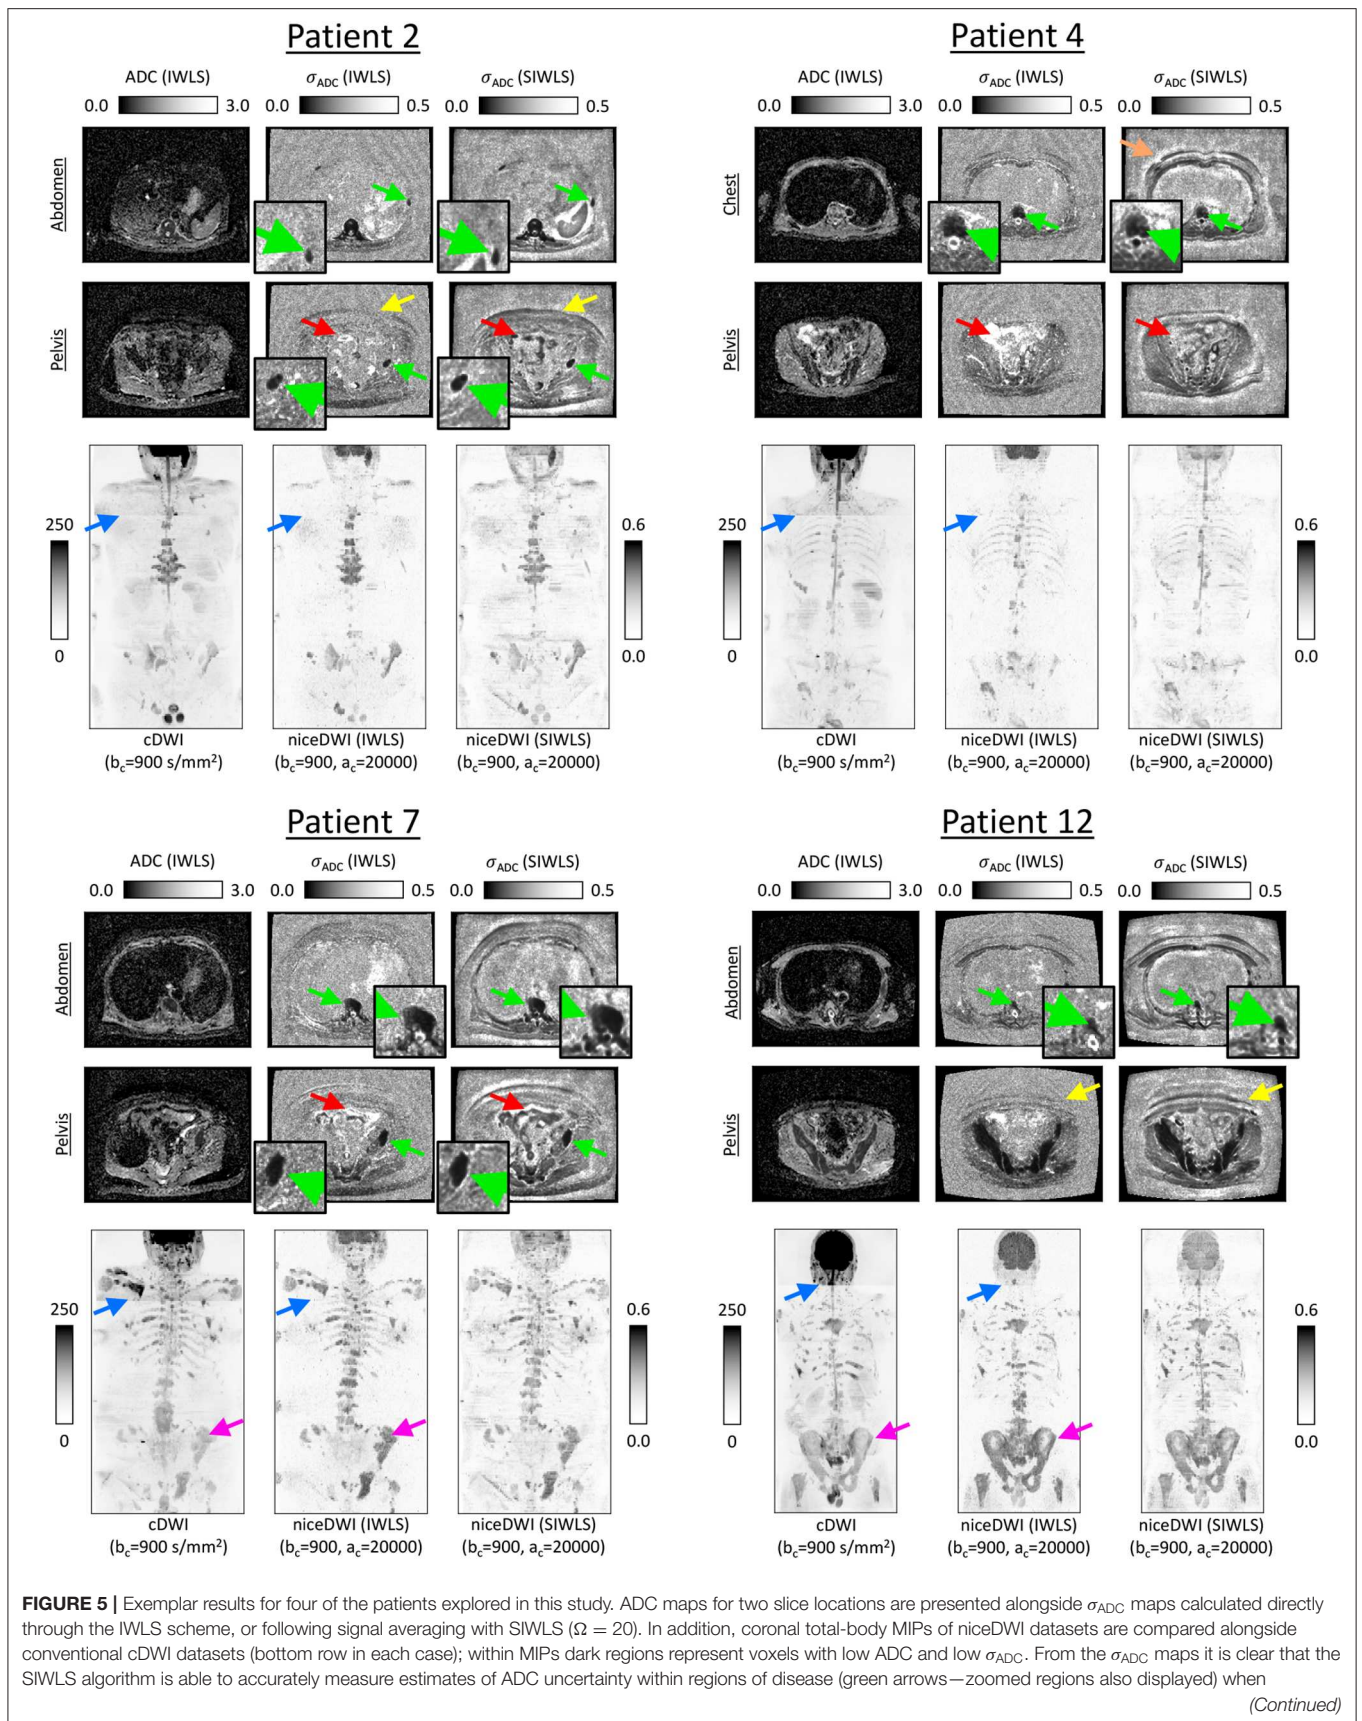 Patient 2
ADC (IWLS) σADC (IWLS) σADC (SIWLS)
0.0 3.0 0.0 0.5 0.0 0.5
Abdomen
Pelvis
250
0
0.6
0.0
cDWI
(bc=900 s/mm²)
niceDWI (IWLS)
(bc=900, ac=20000)
niceDWI (SIWLS)
(bc=900, ac=20000)
Patient 4
ADC (IWLS) σADC (IWLS) σADC (SIWLS)
0.0 3.0 0.0 0.5 0.0 0.5
Chest
Pelvis
250
0
0.6
0.0
cDWI
(bc=900 s/mm²)
niceDWI (IWLS)
(bc=900, ac=20000)
niceDWI (SIWLS)
(bc=900, ac=20000)
Patient 7
ADC (IWLS) σADC (IWLS) σADC (SIWLS)
0.0 3.0 0.0 0.5 0.0 0.5
Abdomen
Pelvis
250
0
0.6
0.0
cDWI
(bc=900 s/mm²)
niceDWI (IWLS)
(bc=900, ac=20000)
niceDWI (SIWLS)
(bc=900, ac=20000)
Patient 12
ADC (IWLS) σADC (IWLS) σADC (SIWLS)
0.0 3.0 0.0 0.5 0.0 0.5
Abdomen
Pelvis
250
0
0.6
0.0
cDWI
(bc=900 s/mm²)
niceDWI (IWLS)
(bc=900, ac=20000)
niceDWI (SIWLS)
(bc=900, ac=20000)
FIGURE 5 | Exemplar results for four of the patients explored in this study. ADC maps for two slice locations are presented alongside σADC maps calculated directly
through the IWLS scheme, or following signal averaging with SIWLS (Ω = 20). In addition, coronal total-body MIPs of niceDWI datasets are compared alongside
conventional cDWI datasets (bottom row in each case); within MIPs dark regions represent voxels with low ADC and low σADC. From the σADC maps it is clear that the
SIWLS algorithm is able to accurately measure estimates of ADC uncertainty within regions of disease (green arrows—zoomed regions also displayed) when
(Continued)